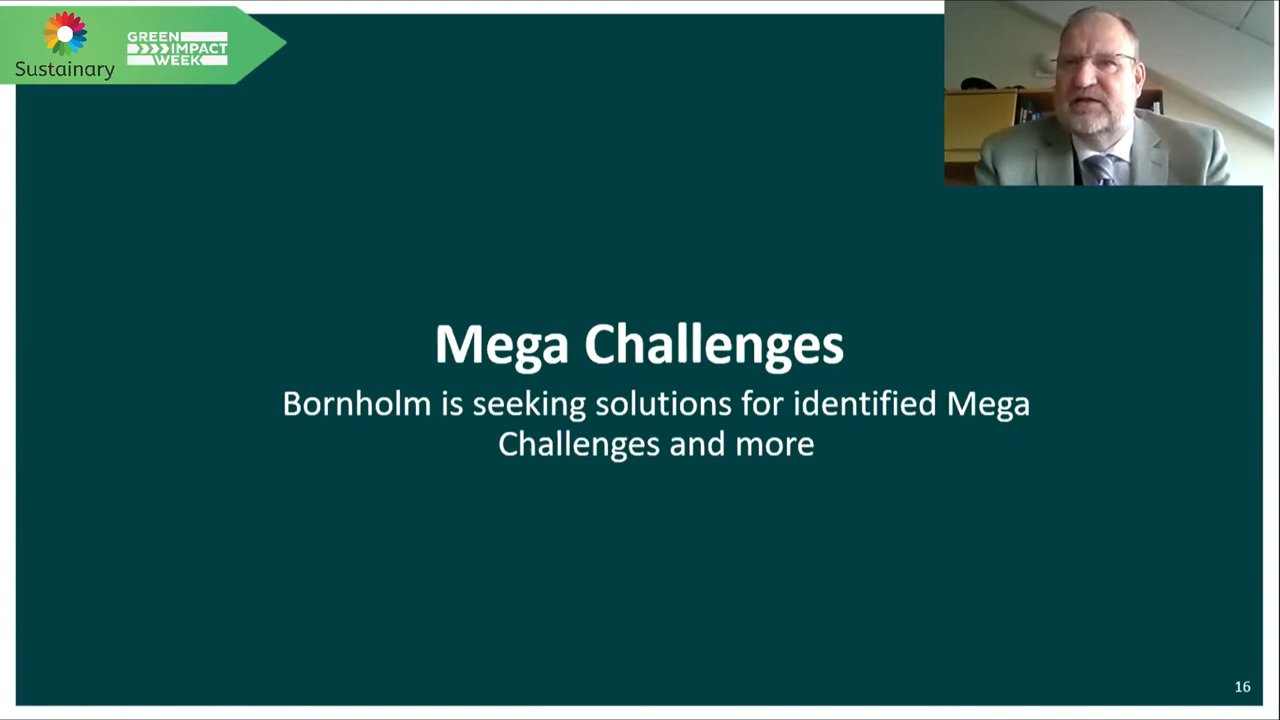 Sustainary
GREEN
IMPACT
WEEK
Mega Challenges
Bornholm is seeking solutions for identified Mega
Challenges and more
16